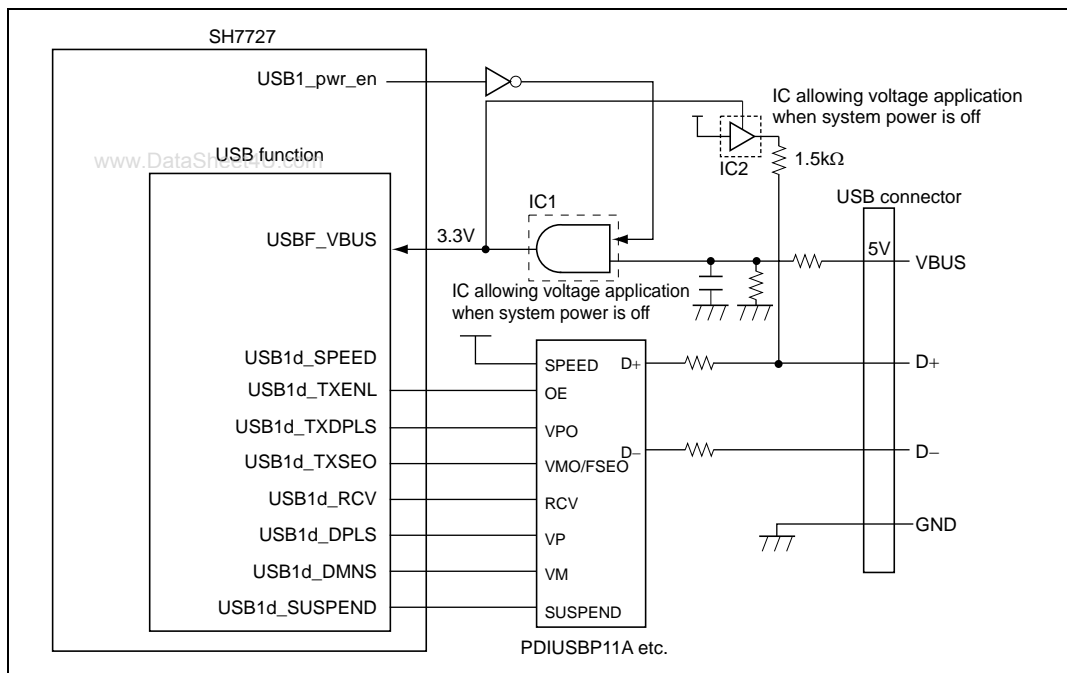 SH7727
USB1_pwr_en
IC allowing voltage application
when system power is off
IC2
1.5kΩ
www.DataSheet4U.com
USB function
IC1
USB connector
USBF_VBUS
3.3V
5V
VBUS
IC allowing voltage application
when system power is off
USB1d_SPEED
SPEED
D+
D+
USB1d_TXENL
OE
USB1d_TXDPLS
VPO
USB1d_TXSEO
VMO/FSEO
D−
D−
USB1d_RCV
RCV
USB1d_DPLS
VP
GND
USB1d_DMNS
VM
USB1d_SUSPEND
SUSPEND
PDIUSBP11A etc.